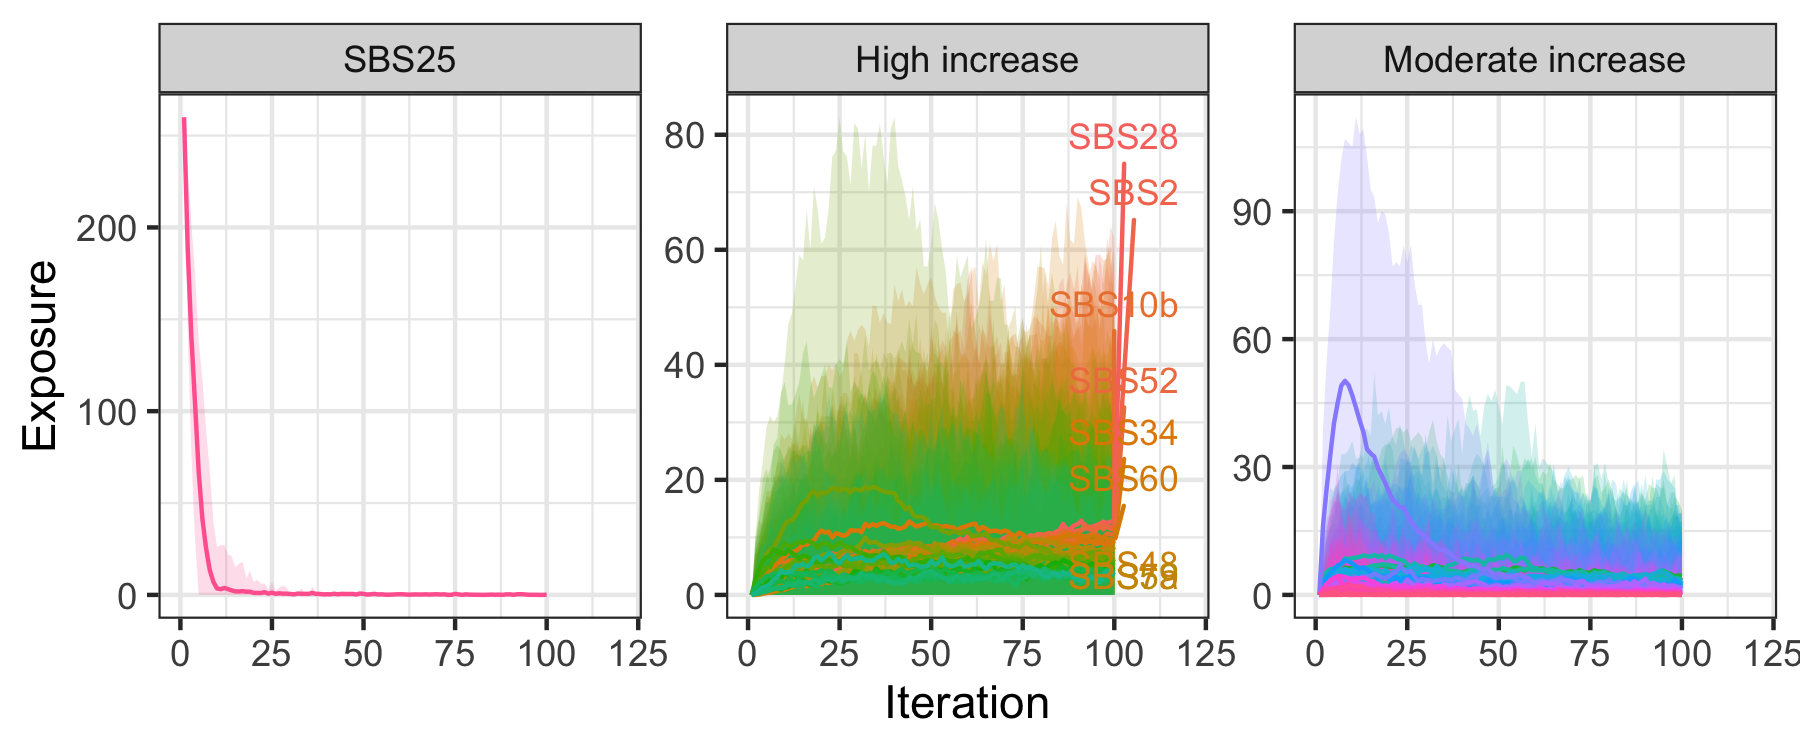 SBS25
High increase
Moderate increase
Exposure
200
100
0
80
60
40
20
0
90
60
30
0
SBS28
SBS2
SBS10b
SBS52
SBS34
SBS60
SBS48
0 25 50 75 100 125
0 25 50 75 100 125
0 25 50 75 100 125
Iteration